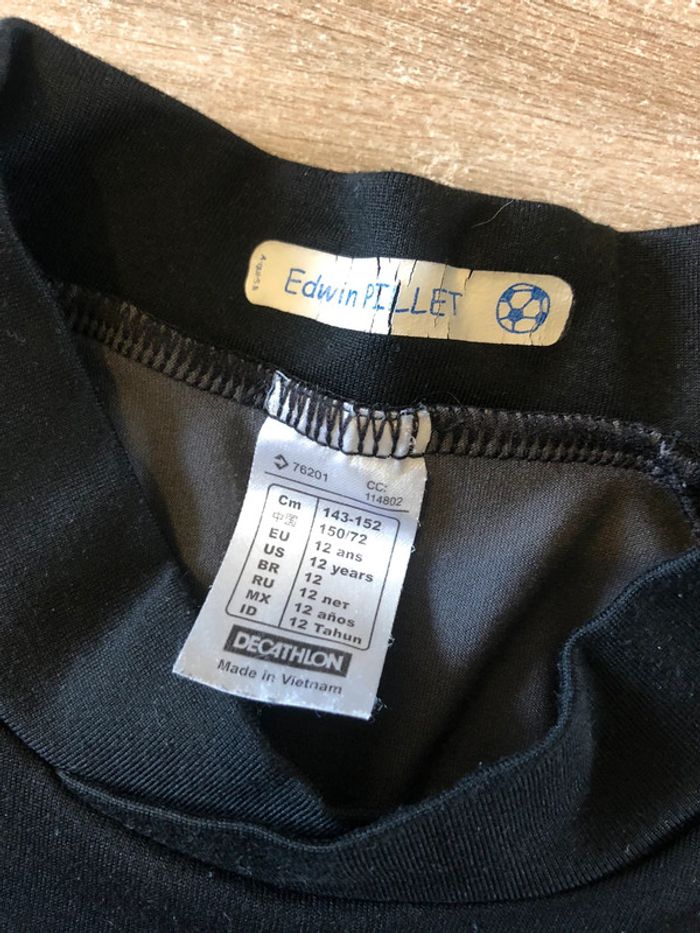 Edwin PILLET
76201
CC:
114802
Cm 143-152
中国 150/72
EU 12 ans
US 12 years
BR 12
RU 12 лет
MX 12 años
ID 12 Tahun
DECATHLON
Made in Vietnam